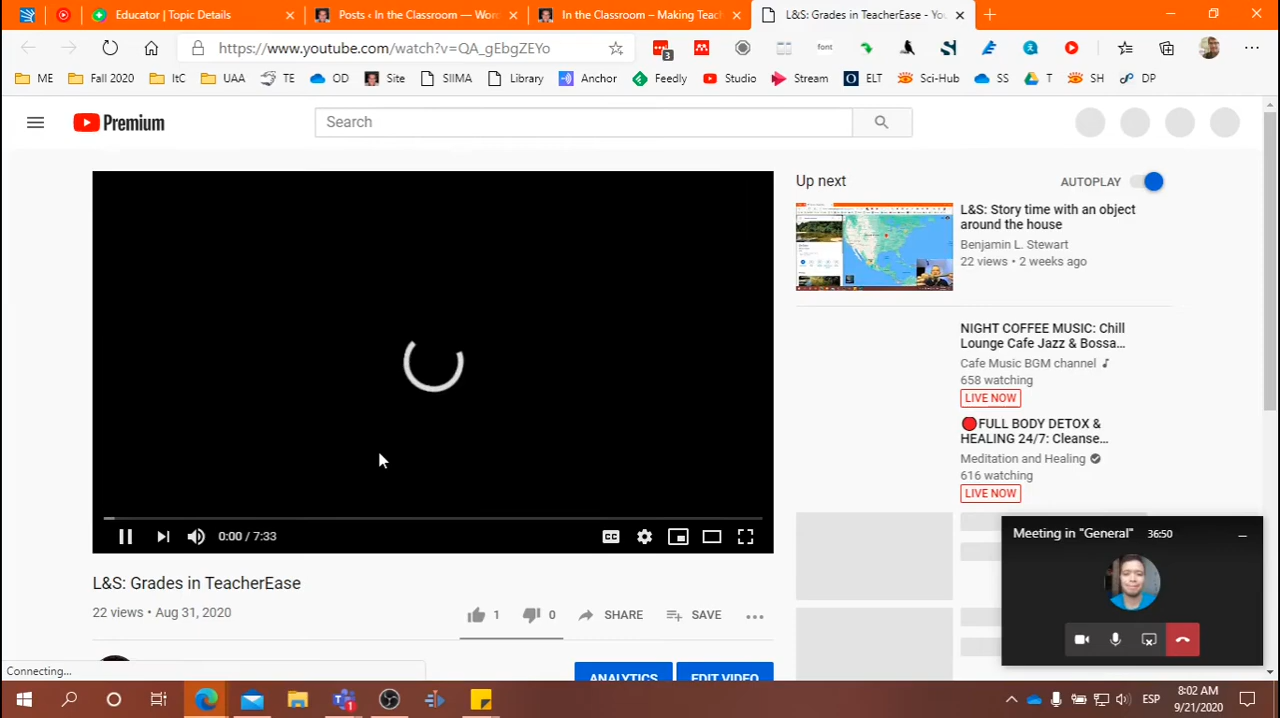 Educator | Topic Details
Posts ‹ In the Classroom — Wor
In the Classroom – Making Teac
L&S: Grades in TeacherEase - You
https://www.youtube.com/watch?v=QA_gEbgZEYo
3
font
ME
Fall 2020
ItC
UAA
TE
OD
Site
SIIMA
Library
Anchor
Feedly
Studio
Stream
ELT
Sci-Hub
SS
T
SH
DP
Premium
Search
Up next
AUTOPLAY
L&S: Story time with an object
around the house
Benjamin L. Stewart
22 views • 2 weeks ago
NIGHT COFFEE MUSIC: Chill
Lounge Cafe Jazz & Bossa...
Cafe Music BGM channel
658 watching
LIVE NOW
FULL BODY DETOX &
HEALING 24/7: Cleanse...
Meditation and Healing
616 watching
LIVE NOW
0:00 / 7:33
L&S: Grades in TeacherEase
22 views • Aug 31, 2020
1
0
SHARE
SAVE
ANALYTICS
EDIT VIDEO
Meeting in "General"
36:50
Connecting...
ESP
8:02 AM
9/21/2020